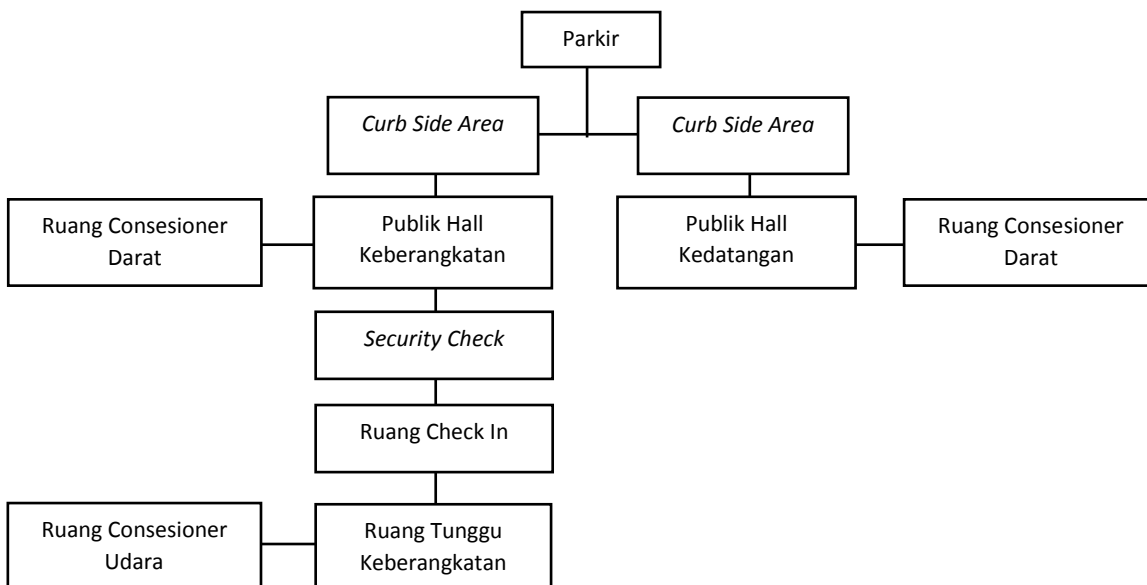 Parkir
Curb Side Area
Curb Side Area
Ruang Consesioner
Darat
Publik Hall
Keberangkatan
Publik Hall
Kedatangan
Ruang Consesioner
Darat
Security Check
Ruang Check In
Ruang Consesioner
Udara
Ruang Tunggu
Keberangkatan